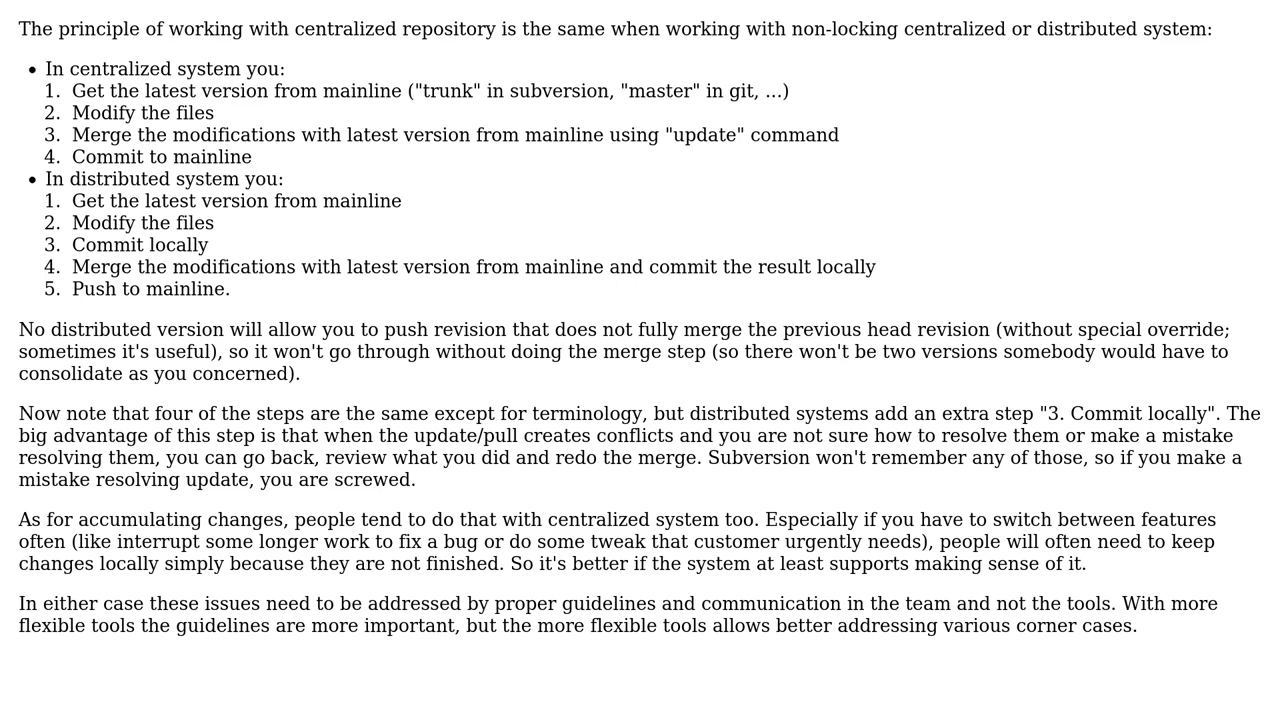 The principle of working with centralized repository is the same when working with non-locking centralized or distributed system:
• In centralized system you:
1. Get the latest version from mainline ("trunk" in subversion, "master" in git, ...)
2. Modify the files
3. Merge the modifications with latest version from mainline using "update" command
4. Commit to mainline
• In distributed system you:
1. Get the latest version from mainline
2. Modify the files
3. Commit locally
4. Merge the modifications with latest version from mainline and commit the result locally
5. Push to mainline.
No distributed version will allow you to push revision that does not fully merge the previous head revision (without special override;
sometimes it's useful), so it won't go through without doing the merge step (so there won't be two versions somebody would have to
consolidate as you concerned).
Now note that four of the steps are the same except for terminology, but distributed systems add an extra step "3. Commit locally". The
big advantage of this step is that when the update/pull creates conflicts and you are not sure how to resolve them or make a mistake
resolving them, you can go back, review what you did and redo the merge. Subversion won't remember any of those, so if you make a
mistake resolving update, you are screwed.
As for accumulating changes, people tend to do that with centralized system too. Especially if you have to switch between features
often (like interrupt some longer work to fix a bug or do some tweak that customer urgently needs), people will often need to keep
changes locally simply because they are not finished. So it's better if the system at least supports making sense of it.
In either case these issues need to be addressed by proper guidelines and communication in the team and not the tools. With more
flexible tools the guidelines are more important, but the more flexible tools allows better addressing various corner cases.